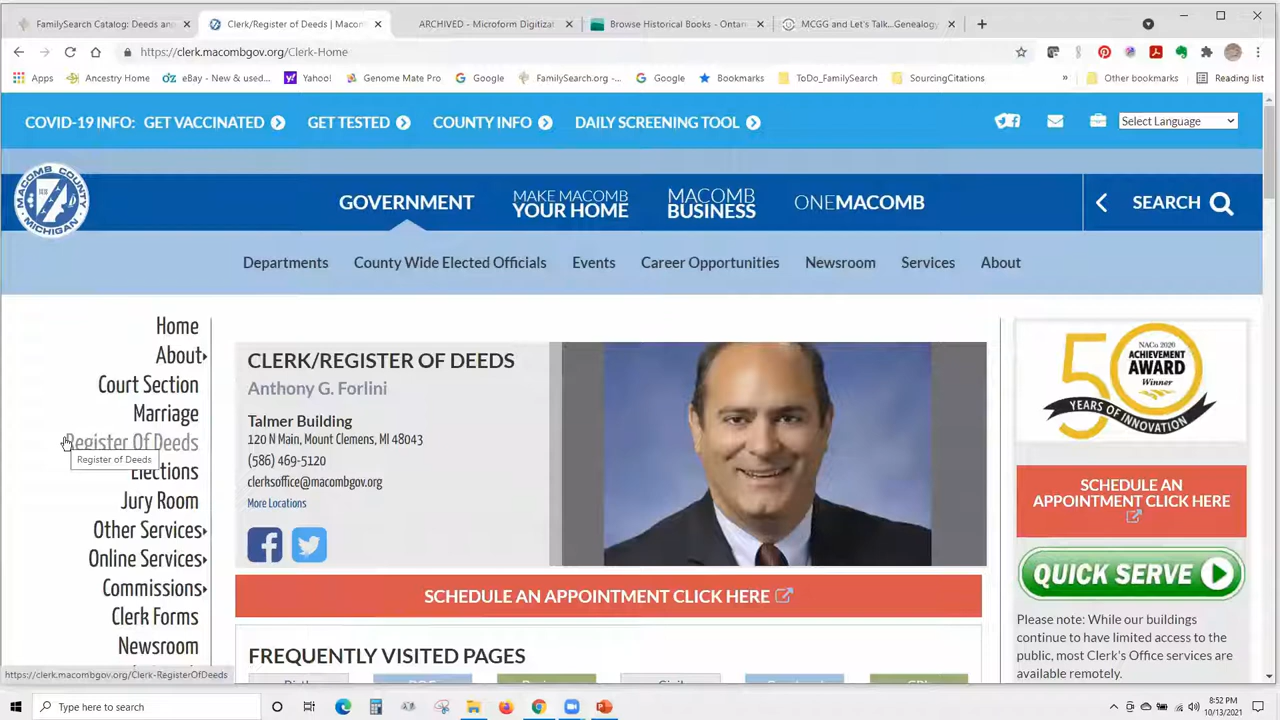 FamilySearch Catalog: Deeds and
Clerk/Register of Deeds | Macom
ARCHIVED - Microform Digitizat
Browse Historical Books - Ontar
MCGG and Let's Talk...Genealogy
https://clerk.macombgov.org/Clerk-Home
Apps
Ancestry Home
eBay - New & used...
Yahoo!
Genome Mate Pro
Google
FamilySearch.org -...
Google
Bookmarks
ToDo_FamilySearch
SourcingCitations
»
Other bookmarks
Reading list
COVID-19 INFO: GET VACCINATED GET TESTED COUNTY INFO DAILY SCREENING TOOL
Select Language
MACOMB COUNTY
MICHIGAN
GOVERNMENT
MAKE MACOMB
YOUR HOME
MACOMB
BUSINESS
ONEMACOMB
SEARCH
Departments County Wide Elected Officials Events Career Opportunities Newsroom Services About
Home
About
Court Section
Marriage
Register Of Deeds
Register of Deeds
Elections
Jury Room
Other Services
Online Services
Commissions
Clerk Forms
Newsroom
CLERK/REGISTER OF DEEDS
Anthony G. Forlini
Talmer Building
120 N Main, Mount Clemens, MI 48043
(586) 469-5120
clerksoffice@macombgov.org
More Locations
SCHEDULE AN APPOINTMENT CLICK HERE
FREQUENTLY VISITED PAGES
50
NACo 2020
ACHIEVEMENT
AWARD
Winner
YEARS OF INNOVATION
SCHEDULE AN
APPOINTMENT CLICK HERE
QUICK SERVE
Please note: While our buildings
continue to have limited access to the
public, most Clerk's Office services are
available remotely.
https://clerk.macombgov.org/Clerk-RegisterOfDeeds
Type here to search
8:52 PM
10/13/2021